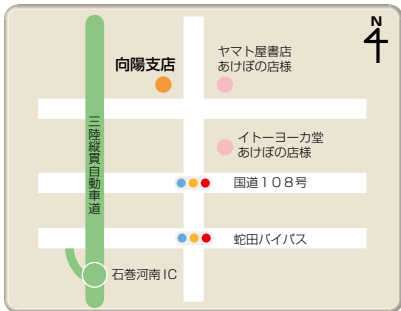 N
向陽支店
ヤマト屋書店
あけぼの店様
三陸縦貫自動車道
イトーヨーカ堂
あけぼの店様
国道108号
蛇田バイパス
石巻河南IC